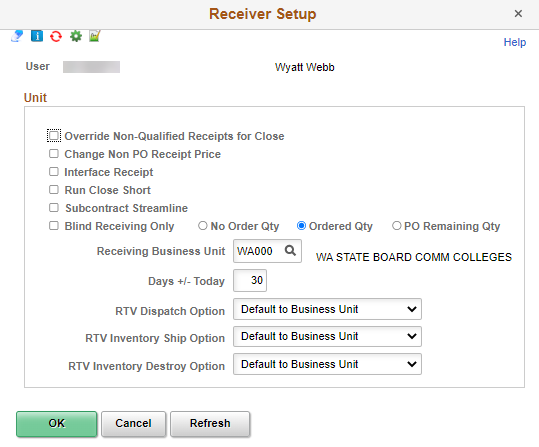 Receiver Setup
Help
User Wyatt Webb
Unit
Override Non-Qualified Receipts for Close
Change Non PO Receipt Price
Interface Receipt
Run Close Short
Subcontract Streamline
Blind Receiving Only No Order Qty Ordered Qty PO Remaining Qty
Receiving Business Unit WA000 WA STATE BOARD COMM COLLEGES
Days +/- Today 30
RTV Dispatch Option Default to Business Unit
RTV Inventory Ship Option Default to Business Unit
RTV Inventory Destroy Option Default to Business Unit
OK Cancel Refresh